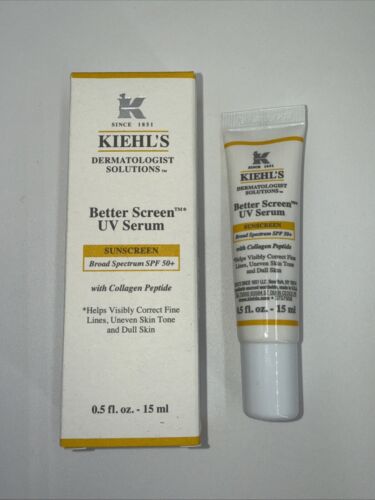 SINCE 1851
KIEHL'S
DERMATOLOGIST
SOLUTIONS™
Better Screen™*
UV Serum
SUNSCREEN
Broad Spectrum SPF 50+
with Collagen Peptide
*Helps Visibly Correct Fine
Lines, Uneven Skin Tone
and Dull Skin
0.5 fl. oz. - 15 ml
K
SINCE 1851
KIEHL'S
DERMATOLOGIST
SOLUTIONS™
Better Screen™*
UV Serum
SUNSCREEN
Broad Spectrum SPF 50+
with Collagen Peptide
*Helps Visibly Correct Fine
Lines, Uneven Skin Tone
and Dull Skin
0.5 fl. oz. - 15 ml